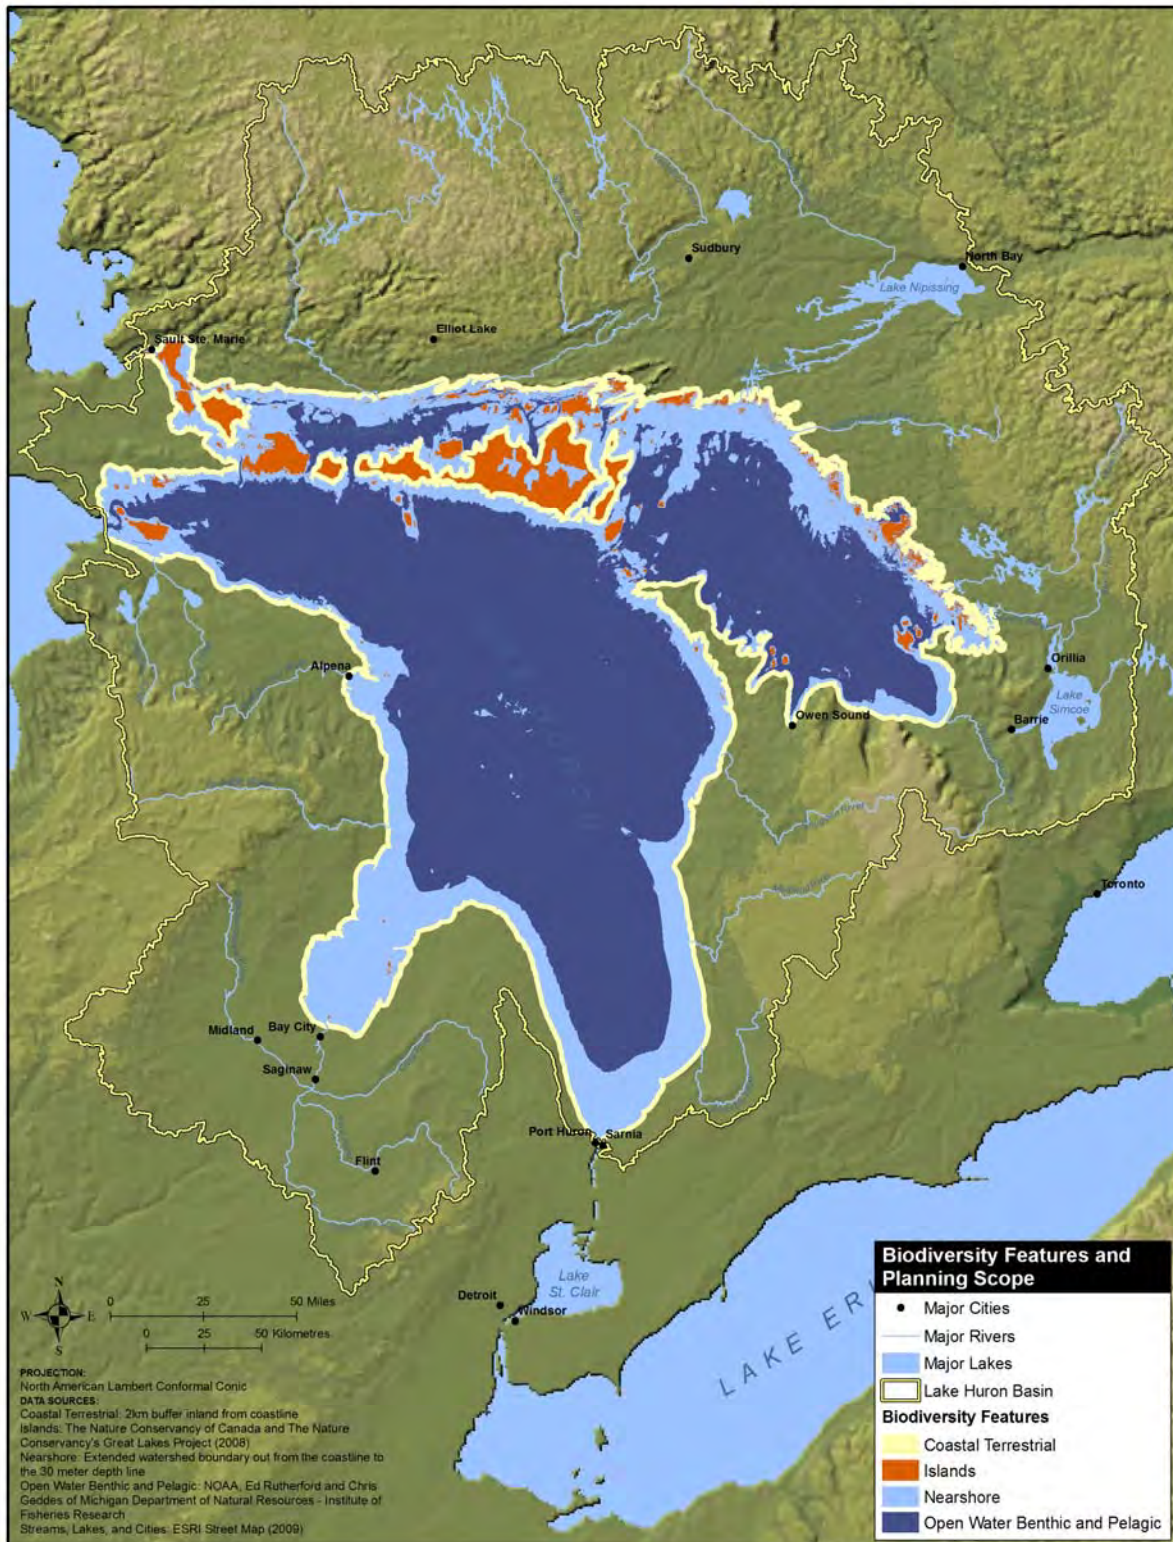 Sudbury
North Bay
Lake Nipissing
Elliot Lake
Sault Ste. Marie
Alpena
Orillia
Lake
Simcoe
Owen Sound
Barrie
Toronto
Midland
Bay City
Saginaw
Port Huron
Sarnia
Flint
Lake
St. Clair
Detroit
Windsor
LAKE ER
N
W E
S
0 25 50 Miles
0 25 50 Kilometres
PROJECTION:
North American Lambert Conformal Conic
DATA SOURCES:
Coastal Terrestrial: 2km buffer inland from coastline
Islands: The Nature Conservancy of Canada and The Nature
Conservancy's Great Lakes Project (2008)
Nearshore: Extended watershed boundary out from the coastline to
the 30 meter depth line
Open Water Benthic and Pelagic: NOAA, Ed Rutherford and Chris
Geddes of Michigan Department of Natural Resources - Institute of
Fisheries Research
Streams, Lakes, and Cities: ESRI Street Map (2009)
Biodiversity Features and
Planning Scope
Major Cities
Major Rivers
Major Lakes
Lake Huron Basin
Biodiversity Features
Coastal Terrestrial
Islands
Nearshore
Open Water Benthic and Pelagic